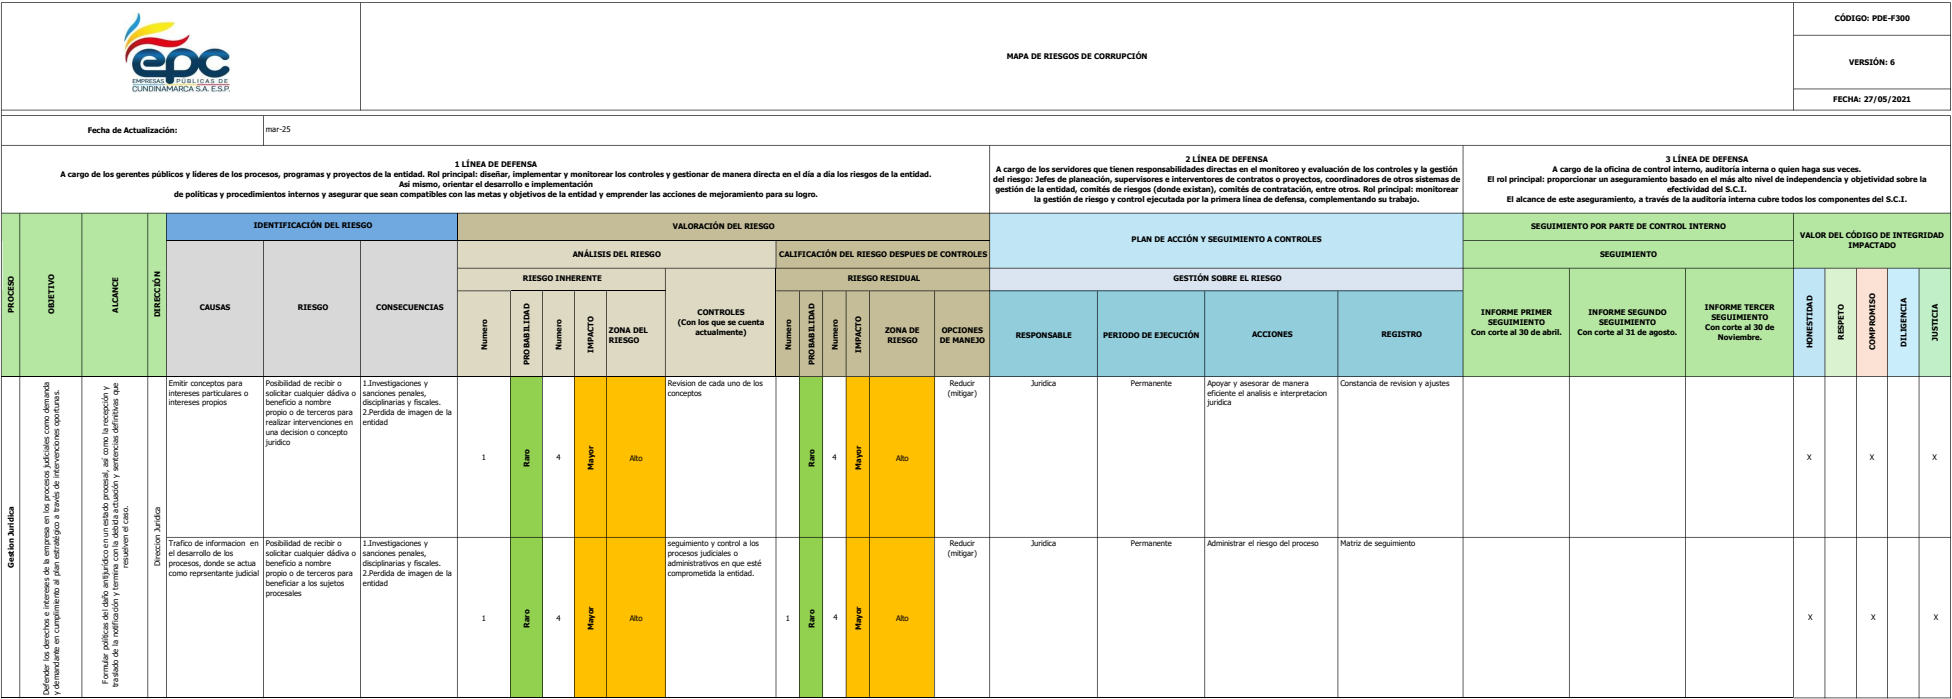 epc
EMPRESAS PÚBLICAS DE
CUNDINAMARCA S.A. E.S.P.
MAPA DE RIESGOS DE CORRUPCIÓN
CÓDIGO: PDE-F300
VERSIÓN: 6
FECHA: 27/05/2021
Fecha de Actualización:
mar-25
1 LÍNEA DE DEFENSA
A cargo de los gerentes públicos y líderes de los procesos, programas y proyectos de la entidad. Rol principal: diseñar, implementar y monitorear los controles y gestionar de manera directa en el día a día los riesgos de la entidad.
Así mismo, orientar el desarrollo e implementación
de políticas y procedimientos internos y asegurar que sean compatibles con las metas y objetivos de la entidad y emprender las acciones de mejoramiento para su logro.
2 LÍNEA DE DEFENSA
A cargo de los servidores que tienen responsabilidades directas en el monitoreo y evaluación de los controles y la gestión
del riesgo: Jefes de planeación, supervisores e interventores de contratos o proyectos, coordinadores de otros sistemas de
gestión de la entidad, comités de riesgos (donde existan), comités de contratación, entre otros. Rol principal: monitorear
la gestión de riesgo y control ejecutada por la primera línea de defensa, complementando su trabajo.
3 LÍNEA DE DEFENSA
A cargo de la oficina de control interno, auditoría interna o quien haga sus veces.
El rol principal: proporcionar un aseguramiento basado en el más alto nivel de independencia y objetividad sobre la
efectividad del S.C.I.
El alcance de este aseguramiento, a través de la auditoría interna cubre todos los componentes del S.C.I.
PROCESO
OBJETIVO
ALCANCE
DIRECCIÓN
IDENTIFICACIÓN DEL RIESGO
CAUSAS
RIESGO
CONSECUENCIAS
VALORACIÓN DEL RIESGO
ANÁLISIS DEL RIESGO
CALIFICACIÓN DEL RIESGO DESPUES DE CONTROLES
RIESGO INHERENTE
Numero
PROBABILIDAD
Numero
IMPACTO
ZONA DEL
RIESGO
CONTROLES
(Con los que se cuenta
actualmente)
RIESGO RESIDUAL
Numero
PROBABILIDAD
Numero
IMPACTO
ZONA DE
RIESGO
OPCIONES
DE MANEJO
PLAN DE ACCIÓN Y SEGUIMIENTO A CONTROLES
GESTIÓN SOBRE EL RIESGO
RESPONSABLE
PERIODO DE EJECUCIÓN
ACCIONES
REGISTRO
SEGUIMIENTO POR PARTE DE CONTROL INTERNO
SEGUIMIENTO
INFORME PRIMER
SEGUIMIENTO
Con corte al 30 de abril.
INFORME SEGUNDO
SEGUIMIENTO
Con corte al 31 de agosto.
INFORME TERCER
SEGUIMIENTO
Con corte al 30 de
Noviembre.
VALOR DEL CÓDIGO DE INTEGRIDAD
IMPACTADO
HONESTIDAD
RESPETO
COMPROMISO
DILIGENCIA
JUSTICIA
Gestion Juridica
Defender los derechos e intereses de la empresa en los procesos judiciales como demanda
y demandante en cumplimiento al plan estratégico a través de intervenciones oportunas.
Formular políticas del daño antijurídico en un estado procesal, así como la recepción y
traslado de la notificación y termina con la debida actuación y sentencias definitivas que
resuelven el caso.
Direccion Juridica
Emitir conceptos para
intereses particulares o
intereses propios
Posibilidad de recibir o
solicitar cualquier dádiva o
beneficio a nombre
propio o de terceros para
realizar intervenciones en
una decision o concepto
juridico
1.Investigaciones y
sanciones penales,
disciplinarias y fiscales.
2.Perdida de imagen de la
entidad
1
Raro
4
Mayor
Alto
Revision de cada uno de los
conceptos
Raro
4
Mayor
Alto
Reducir
(mitigar)
Juridica
Permanente
Apoyar y asesorar de manera
eficiente el analisis e interpretacion
juridica
Constancia de revision y ajustes
X
X
X
Trafico de informacion en
el desarrollo de los
procesos, donde se actua
como reprsentante judicial
Posibilidad de recibir o
solicitar cualquier dádiva o
beneficio a nombre
propio o de terceros para
beneficiar a los sujetos
procesales
1.Investigaciones y
sanciones penales,
disciplinarias y fiscales.
2.Perdida de imagen de la
entidad
1
Raro
4
Mayor
Alto
seguimiento y control a los
procesos judiciales o
administrativos en que esté
comprometida la entidad.
1
Raro
4
Mayor
Alto
Reducir
(mitigar)
Juridica
Permanente
Administrar el riesgo del proceso
Matriz de seguimiento
X
X
X